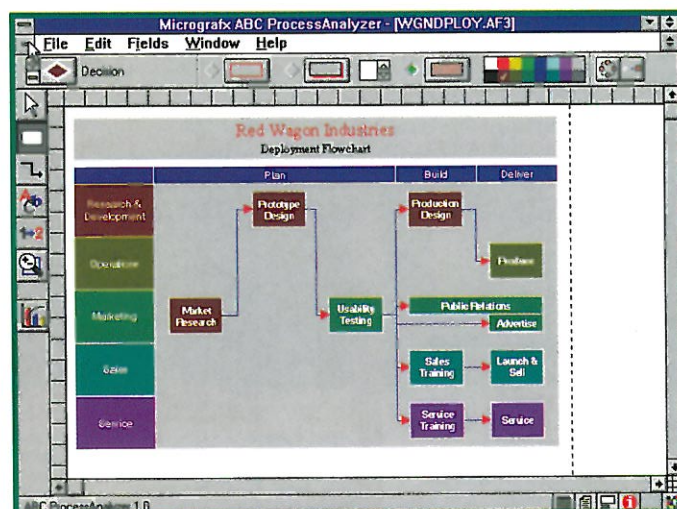 Micrografx ABC ProcessAnalyzer - [WGNDPLOY.AF3]
File Edit Fields Window Help
Decision
Red Wagon Industries
Deployment Flowchart
Plan Build Deliver
Research &
Development
Prototype
Design
Production
Design
Operations
Produce
Marketing
Market
Research
Usability
Testing
Public Relations
Advertise
Sales
Sales
Training
Launch &
Sell
Service
Service
Training
Service
ABC ProcessAnalyzer 1.0